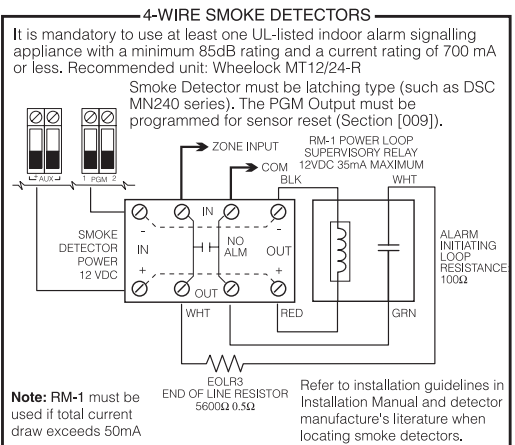 4-WIRE SMOKE DETECTORS
It is mandatory to use at least one UL-listed indoor alarm signalling
appliance with a minimum 85dB rating and a current rating of 700 mA
or less. Recommended unit: Wheelock MT12/24-R
Smoke Detector must be latching type (such as DSC
MN240 series). The PGM Output must be
programmed for sensor reset (Section [009]).
+ AUX -
1 PGM 2
ZONE INPUT
COM
RM-1 POWER LOOP
SUPERVISORY RELAY
12VDC 35mA MAXIMUM
BLK
WHT
SMOKE
DETECTOR
POWER
12 VDC
-
IN
+
IN
NO
ALM
OUT
-
OUT
+
ALARM
INITIATING
LOOP
RESISTANCE:
100Ω
WHT
RED
GRN
EOLR3
END OF LINE RESISTOR
5600Ω 0.5Ω
Note: RM-1 must be
used if total current
draw exceeds 50mA
Refer to installation guidelines in
Installation Manual and detector
manufacture's literature when
locating smoke detectors.